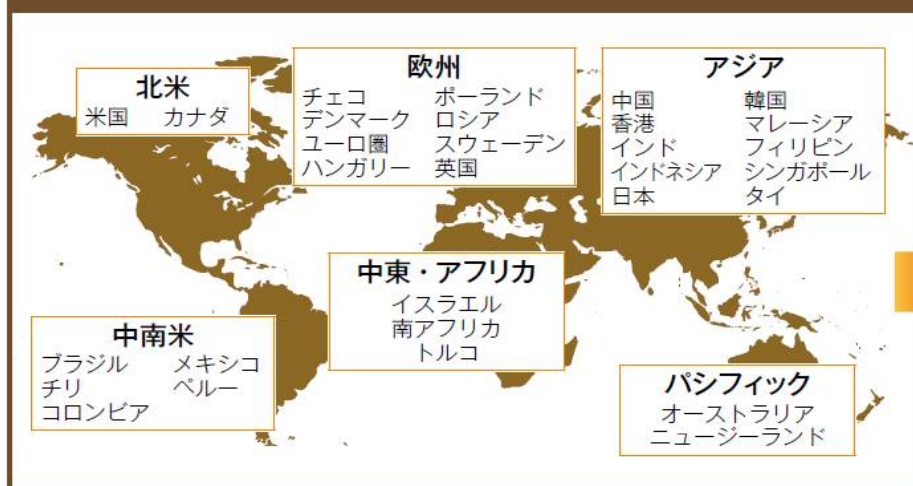 北米
米国 カナダ
欧州
チェコ ポーランド
デンマーク ロシア
ユーロ圏 スウェーデン
ハンガリー 英国
アジア
中国 韓国
香港 マレーシア
インド フィリピン
インドネシア シンガポール
日本 タイ
中東・アフリカ
イスラエル
南アフリカ
トルコ
中南米
ブラジル メキシコ
チリ ペルー
コロンビア
パシフィック
オーストラリア
ニュージーランド